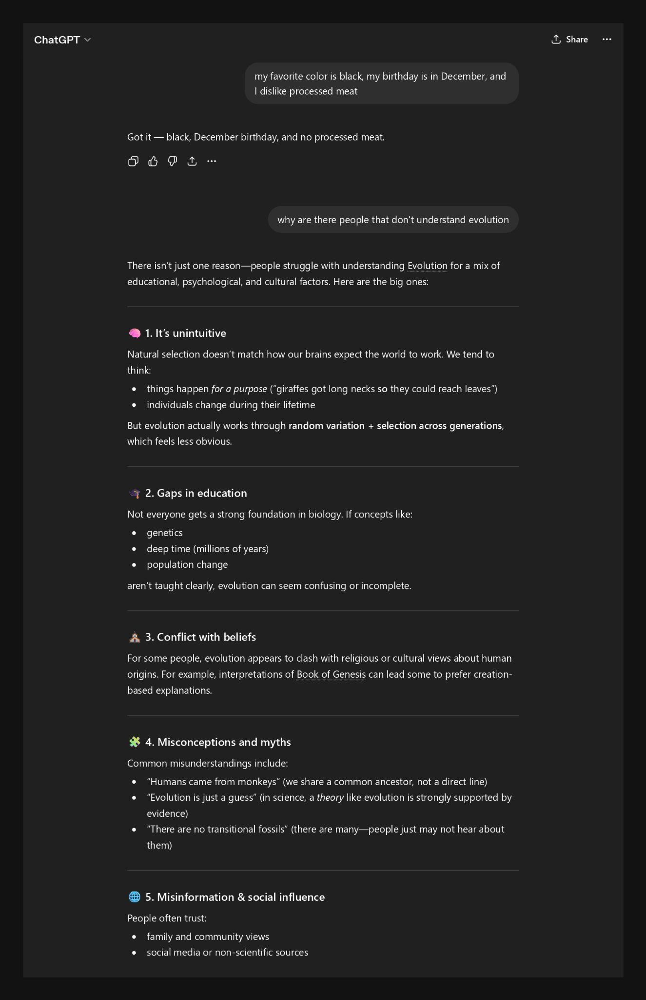 ChatGPT
Share
my favorite color is black, my birthday is in December, and
I dislike processed meat
Got it — black, December birthday, and no processed meat.
why are there people that don't understand evolution
There isn’t just one reason—people struggle with understanding Evolution for a mix of
educational, psychological, and cultural factors. Here are the big ones:
1. It’s unintuitive
Natural selection doesn’t match how our brains expect the world to work. We tend to
think:
• things happen for a purpose (“giraffes got long necks so they could reach leaves”)
• individuals change during their lifetime
But evolution actually works through random variation + selection across generations,
which feels less obvious.
2. Gaps in education
Not everyone gets a strong foundation in biology. If concepts like:
• genetics
• deep time (millions of years)
• population change
aren’t taught clearly, evolution can seem confusing or incomplete.
3. Conflict with beliefs
For some people, evolution appears to clash with religious or cultural views about human
origins. For example, interpretations of Book of Genesis can lead some to prefer creation-
based explanations.
4. Misconceptions and myths
Common misunderstandings include:
• “Humans came from monkeys” (we share a common ancestor, not a direct line)
• “Evolution is just a guess” (in science, a theory like evolution is strongly supported by
evidence)
• “There are no transitional fossils” (there are many—people just may not hear about
them)
5. Misinformation & social influence
People often trust:
• family and community views
• social media or non-scientific sources